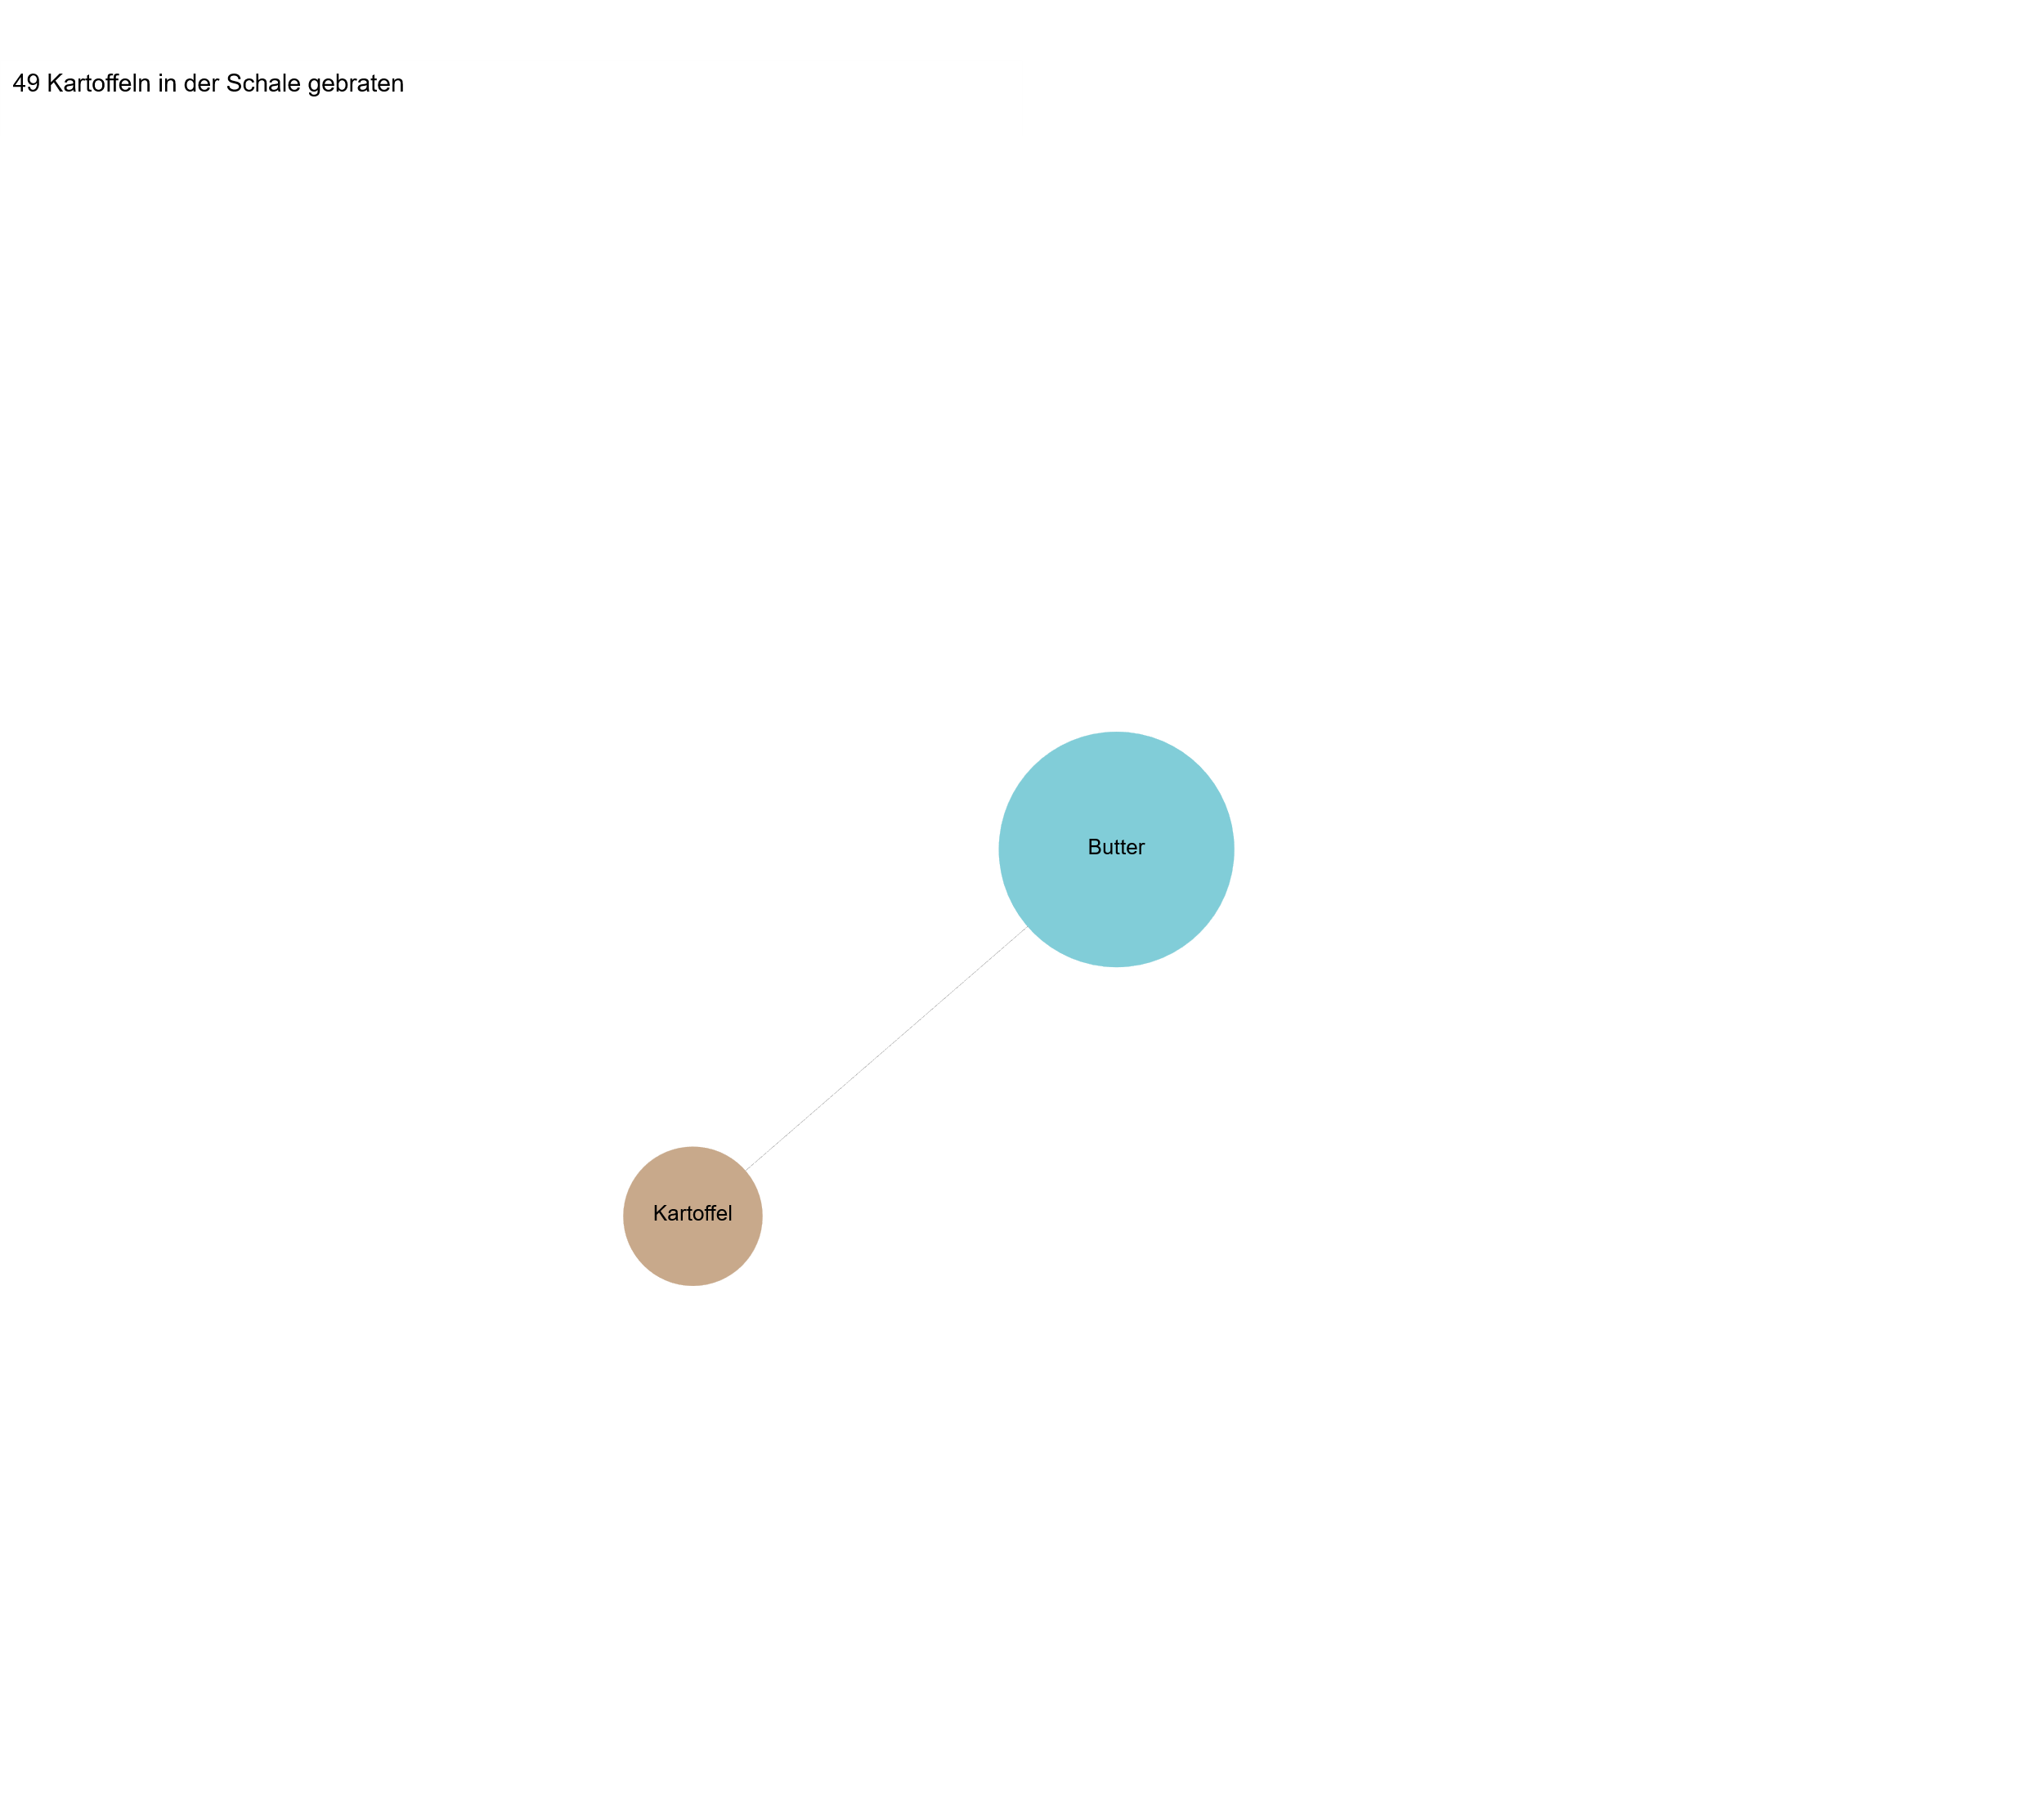 49 Kartoffeln in der Schale gebraten
Butter
Kartoffel